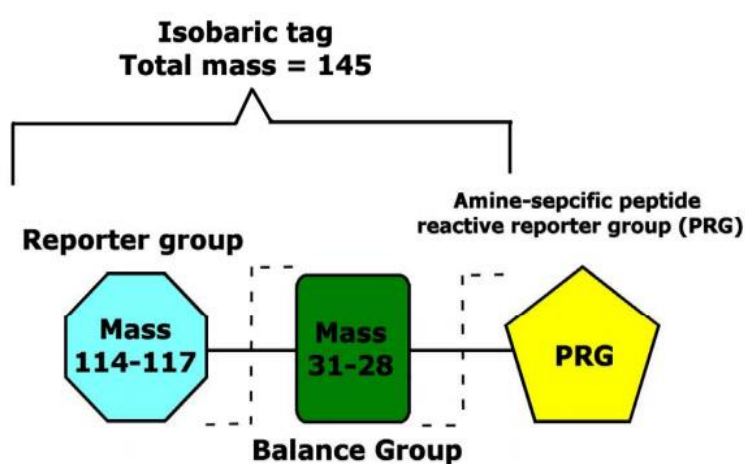 Isobaric tag
Total mass = 145
Amine-sepcific peptide
reactive reporter group (PRG)
Reporter group
Mass
114-117
Mass
31-28
PRG
Balance Group